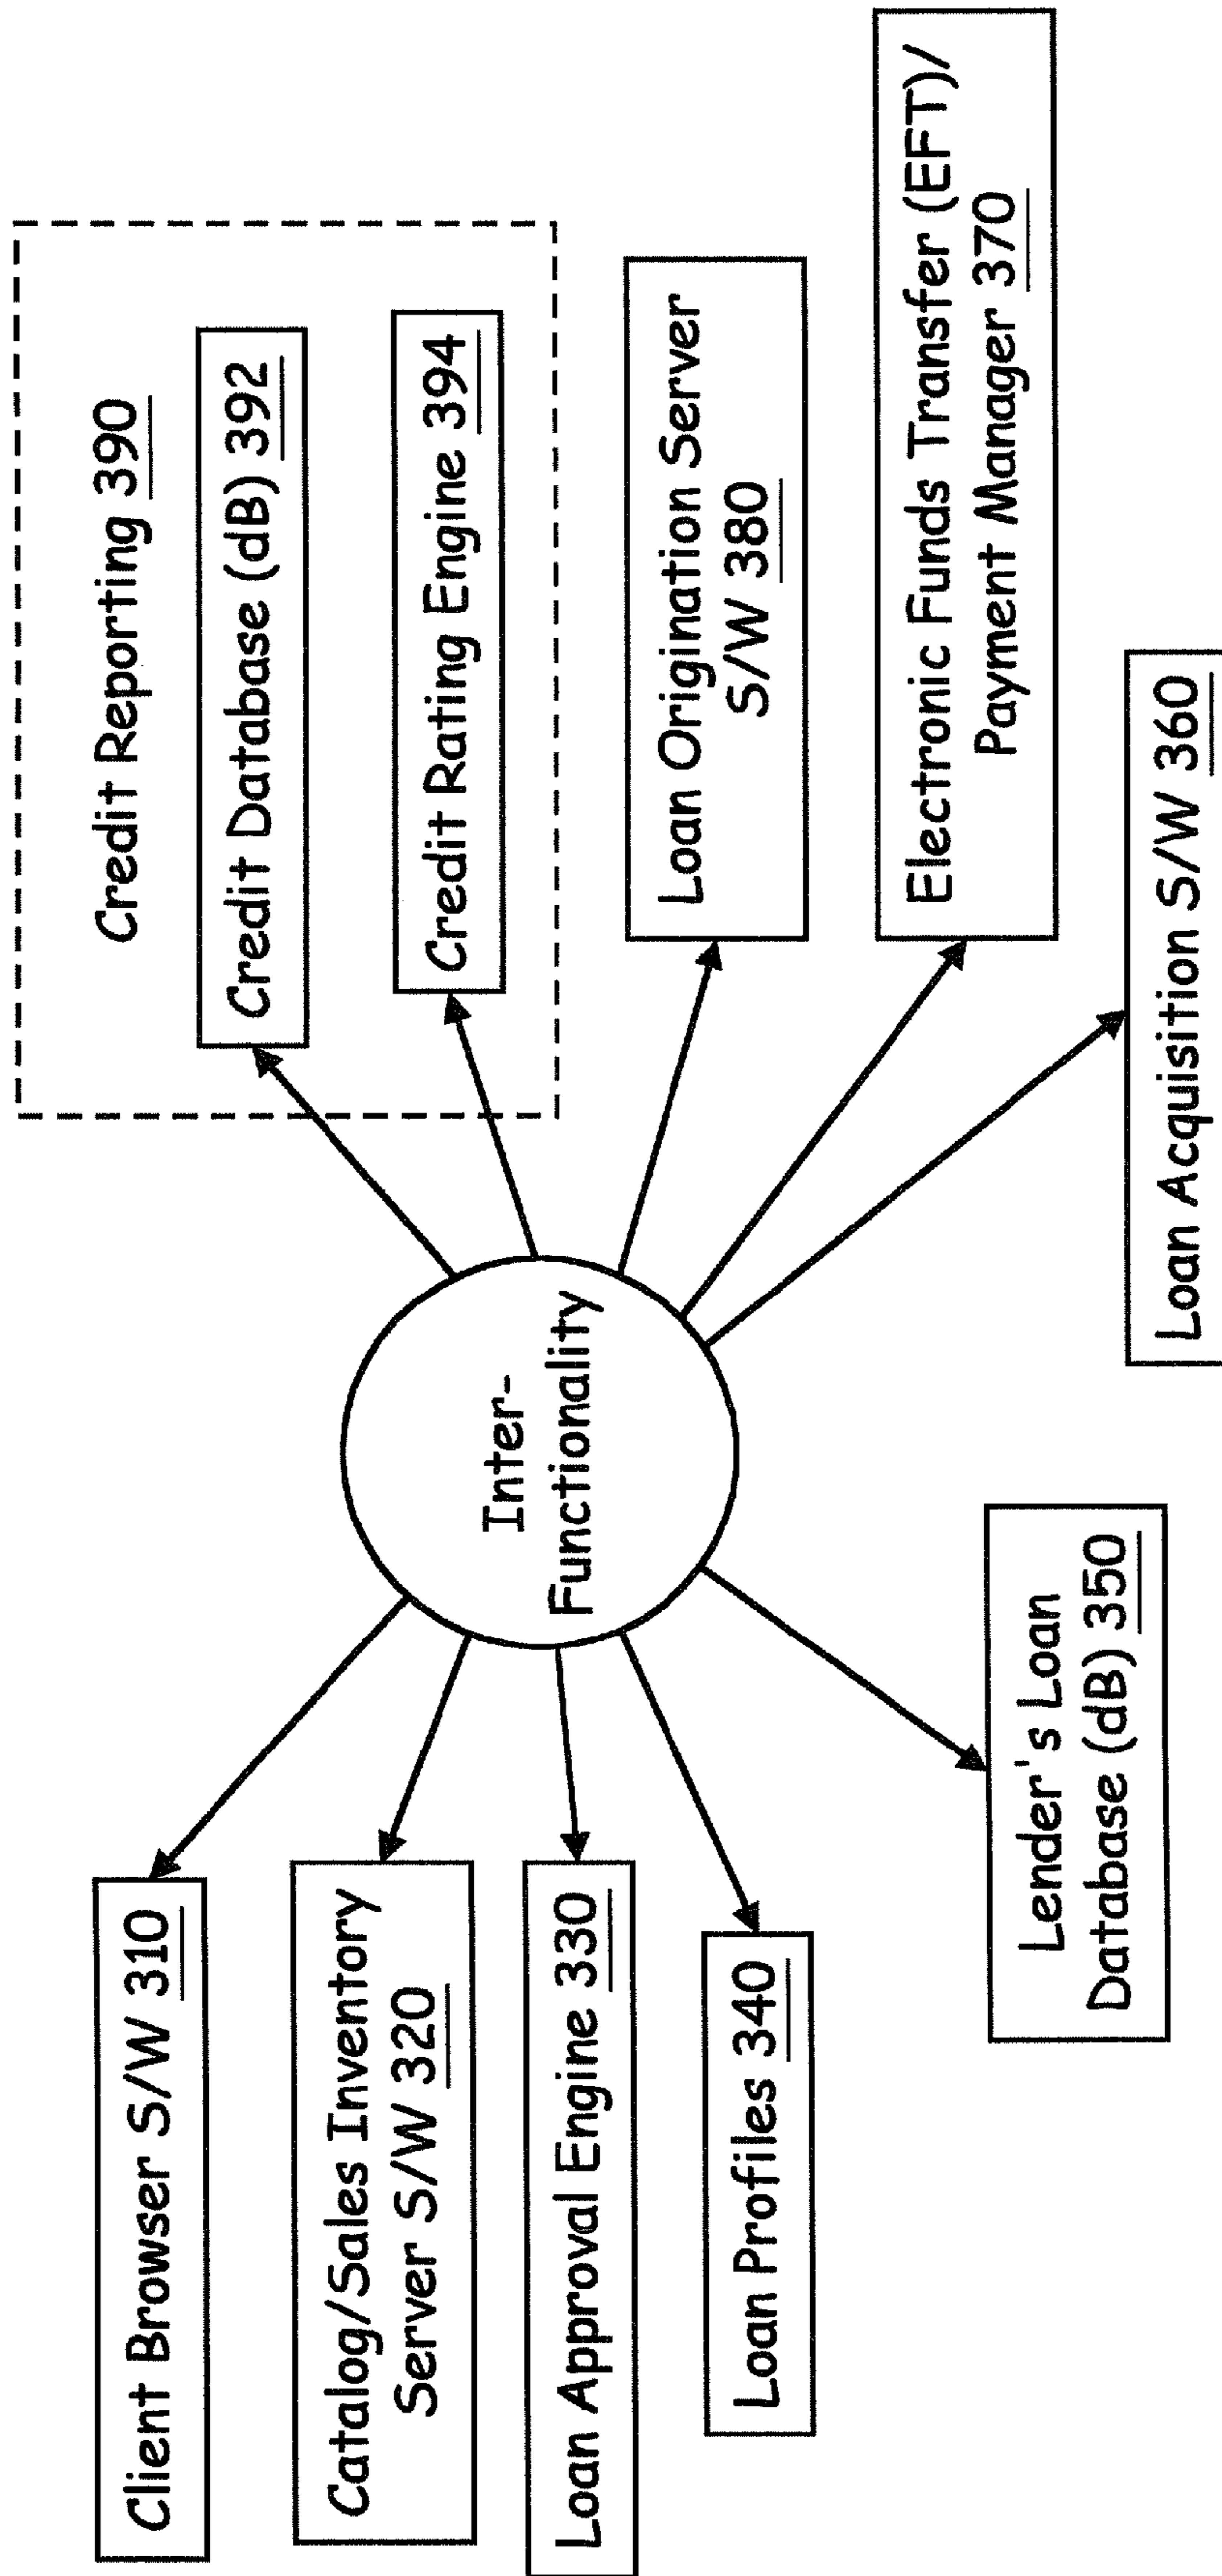 Client Browser S/W 310
Catalog/Sales Inventory
Server S/W 320
Loan Approval Engine 330
Loan Profiles 340
Lender's Loan
Database (dB) 350
Inter-
Functionality
Credit Reporting 390
Credit Database (dB) 392
Credit Rating Engine 394
Loan Origination Server
S/W 380
Electronic Funds Transfer (EFT)/
Payment Manager 370
Loan Acquisition S/W 360